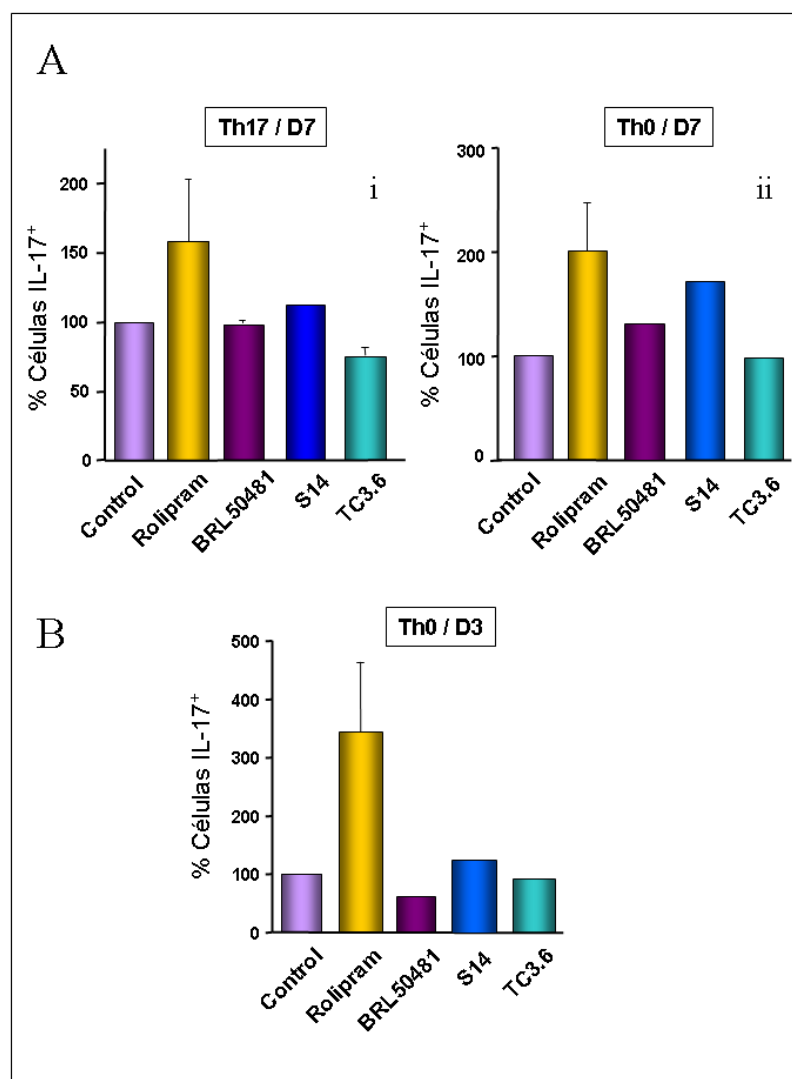 A
Th17 / D7
i
% Células IL-17⁺
200
150
100
50
0
Control
Rolipram
BRL50481
S14
TC3.6
Th0 / D7
ii
% Células IL-17⁺
300
200
100
0
Control
Rolipram
BRL50481
S14
TC3.6
B
Th0 / D3
% Células IL-17⁺
500
400
300
200
100
0
Control
Rolipram
BRL50481
S14
TC3.6